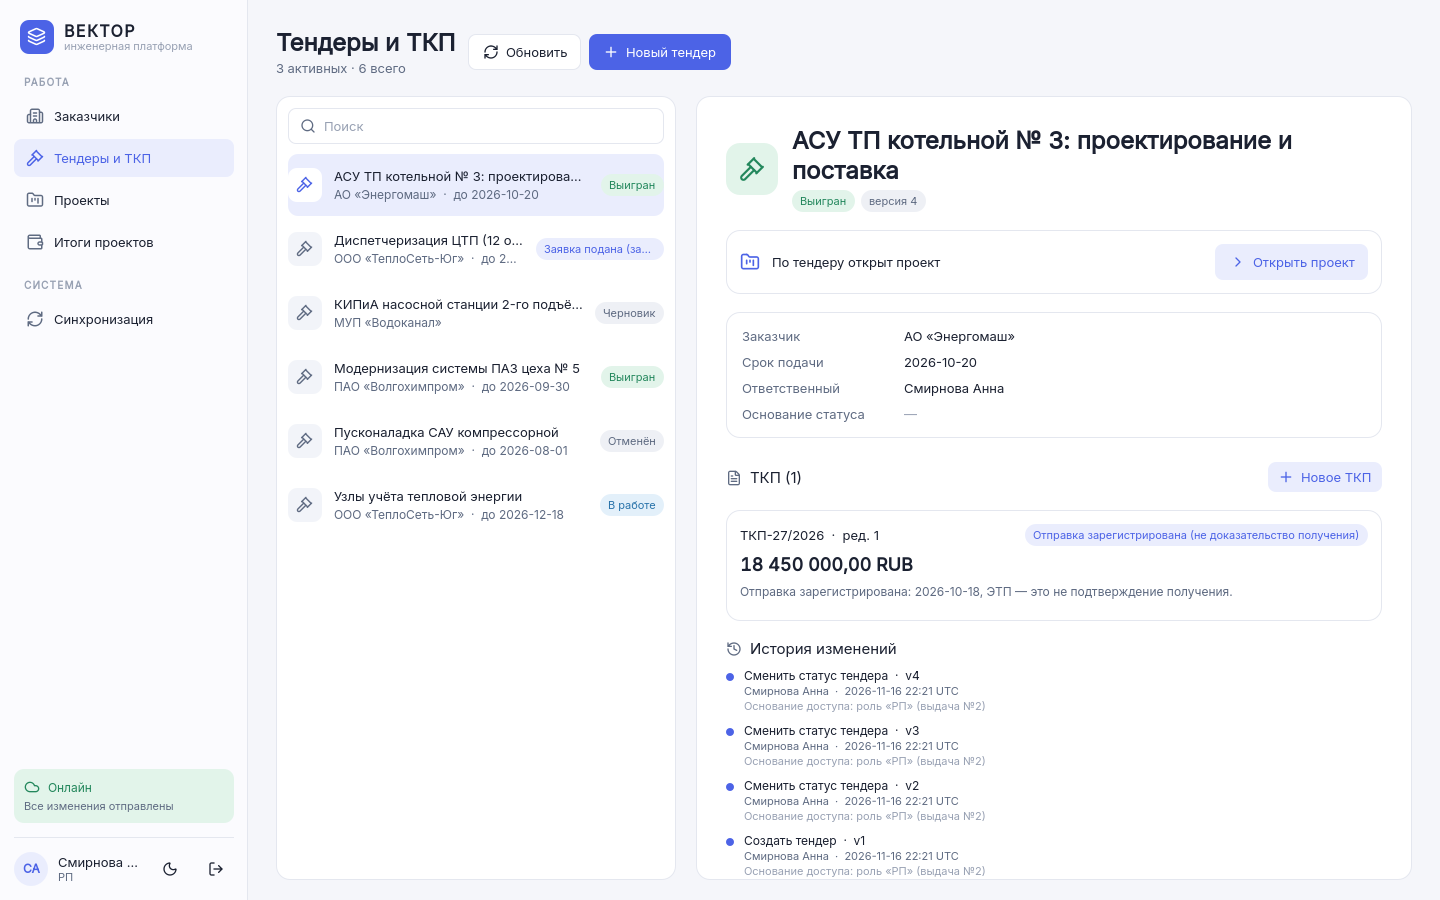 ВЕКТОР
инженерная платформа
РАБОТА
Заказчики
Тендеры и ТКП
Проекты
Итоги проектов
СИСТЕМА
Синхронизация
Онлайн
Все изменения отправлены
СА
Смирнова ...
РП
Тендеры и ТКП
3 активных · 6 всего
Обновить
Новый тендер
Поиск
АСУ ТП котельной № 3: проектирова...
АО «Энергомаш» · до 2026-10-20
Выигран
Диспетчеризация ЦТП (12 о...
ООО «ТеплоСеть-Юг» · до 2...
Заявка подана (за...
КИПиА насосной станции 2-го подъё...
МУП «Водоканал»
Черновик
Модернизация системы ПАЗ цеха № 5
ПАО «Волгохимпром» · до 2026-09-30
Выигран
Пусконаладка САУ компрессорной
ПАО «Волгохимпром» · до 2026-08-01
Отменён
Узлы учёта тепловой энергии
ООО «ТеплоСеть-Юг» · до 2026-12-18
В работе
АСУ ТП котельной № 3: проектирование и
поставка
Выигран
версия 4
По тендеру открыт проект
Открыть проект
Заказчик АО «Энергомаш»
Срок подачи 2026-10-20
Ответственный Смирнова Анна
Основание статуса —
ТКП (1)
Новое ТКП
ТКП-27/2026 · ред. 1
Отправка зарегистрирована (не доказательство получения)
18 450 000,00 RUB
Отправка зарегистрирована: 2026-10-18, ЭТП — это не подтверждение получения.
История изменений
Сменить статус тендера · v4
Смирнова Анна · 2026-11-16 22:21 UTC
Основание доступа: роль «РП» (выдача №2)
Сменить статус тендера · v3
Смирнова Анна · 2026-11-16 22:21 UTC
Основание доступа: роль «РП» (выдача №2)
Сменить статус тендера · v2
Смирнова Анна · 2026-11-16 22:21 UTC
Основание доступа: роль «РП» (выдача №2)
Создать тендер · v1
Смирнова Анна · 2026-11-16 22:21 UTC
Основание доступа: роль «РП» (выдача №2)